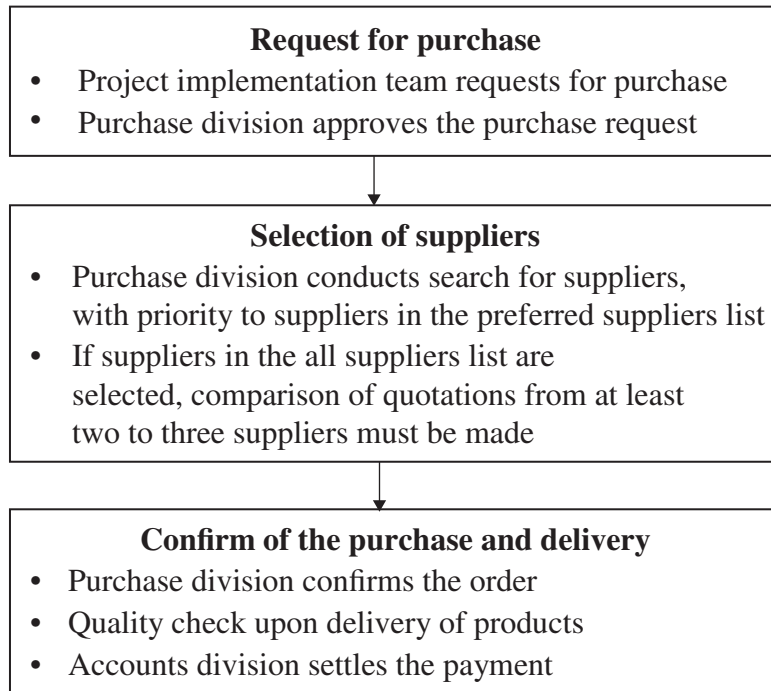 Request for purchase
• Project implementation team requests for purchase
• Purchase division approves the purchase request
Selection of suppliers
• Purchase division conducts search for suppliers,
with priority to suppliers in the preferred suppliers list
• If suppliers in the all suppliers list are
selected, comparison of quotations from at least
two to three suppliers must be made
Confirm of the purchase and delivery
• Purchase division confirms the order
• Quality check upon delivery of products
• Accounts division settles the payment